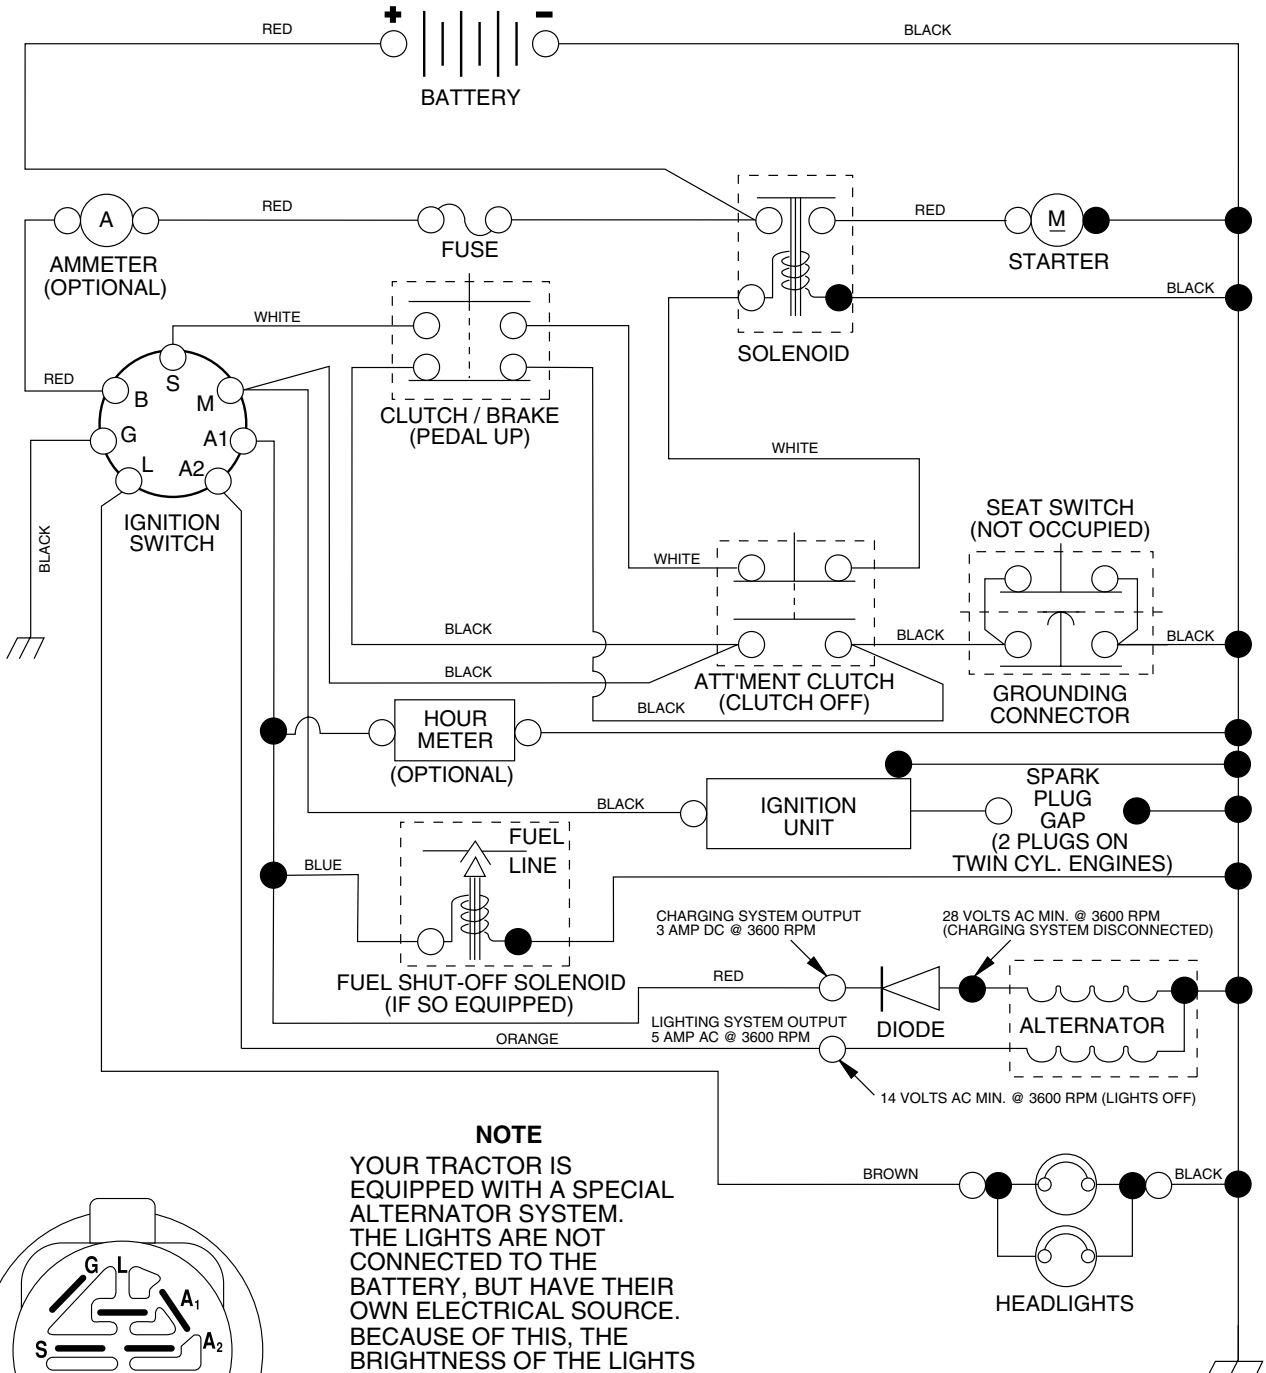 +
-
RED
BLACK
BATTERY
RED
A
FUSE
AMMETER
(OPTIONAL)
RED
M
STARTER
BLACK
SOLENOID
WHITE
RED
S
B
M
G
A1
L
A2
CLUTCH / BRAKE
(PEDAL UP)
IGNITION
SWITCH
BLACK
WHITE
WHITE
SEAT SWITCH
(NOT OCCUPIED)
BLACK
BLACK
BLACK
BLACK
BLACK
ATT'MENT CLUTCH
(CLUTCH OFF)
GROUNDING
CONNECTOR
HOUR
METER
(OPTIONAL)
BLACK
IGNITION
UNIT
SPARK
PLUG
GAP
(2 PLUGS ON
TWIN CYL. ENGINES)
BLUE
FUEL
LINE
FUEL SHUT-OFF SOLENOID
(IF SO EQUIPPED)
CHARGING SYSTEM OUTPUT
3 AMP DC @ 3600 RPM
28 VOLTS AC MIN. @ 3600 RPM
(CHARGING SYSTEM DISCONNECTED)
RED
DIODE
ALTERNATOR
ORANGE
LIGHTING SYSTEM OUTPUT
5 AMP AC @ 3600 RPM
14 VOLTS AC MIN. @ 3600 RPM (LIGHTS OFF)
BROWN
BLACK
HEADLIGHTS
NOTE
YOUR TRACTOR IS
EQUIPPED WITH A SPECIAL
ALTERNATOR SYSTEM.
THE LIGHTS ARE NOT
CONNECTED TO THE
BATTERY, BUT HAVE THEIR
OWN ELECTRICAL SOURCE.
BECAUSE OF THIS, THE
BRIGHTNESS OF THE LIGHTS
G
L
A1
A2
S